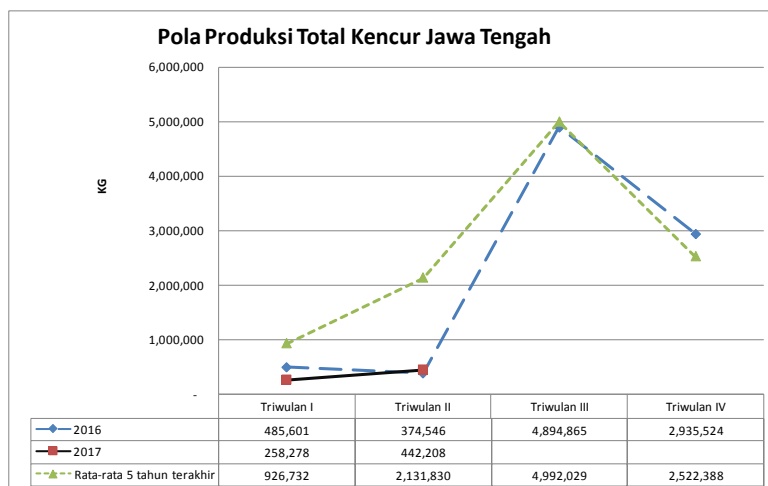 Pola Produksi Total Kencur Jawa Tengah
6,000,000
5,000,000
4,000,000
3,000,000
2,000,000
1,000,000
-
KG
Triwulan I Triwulan II Triwulan III Triwulan IV
2016 485,601 374,546 4,894,865 2,935,524
2017 258,278 442,208
Rata-rata 5 tahun terakhir 926,732 2,131,830 4,992,029 2,522,388